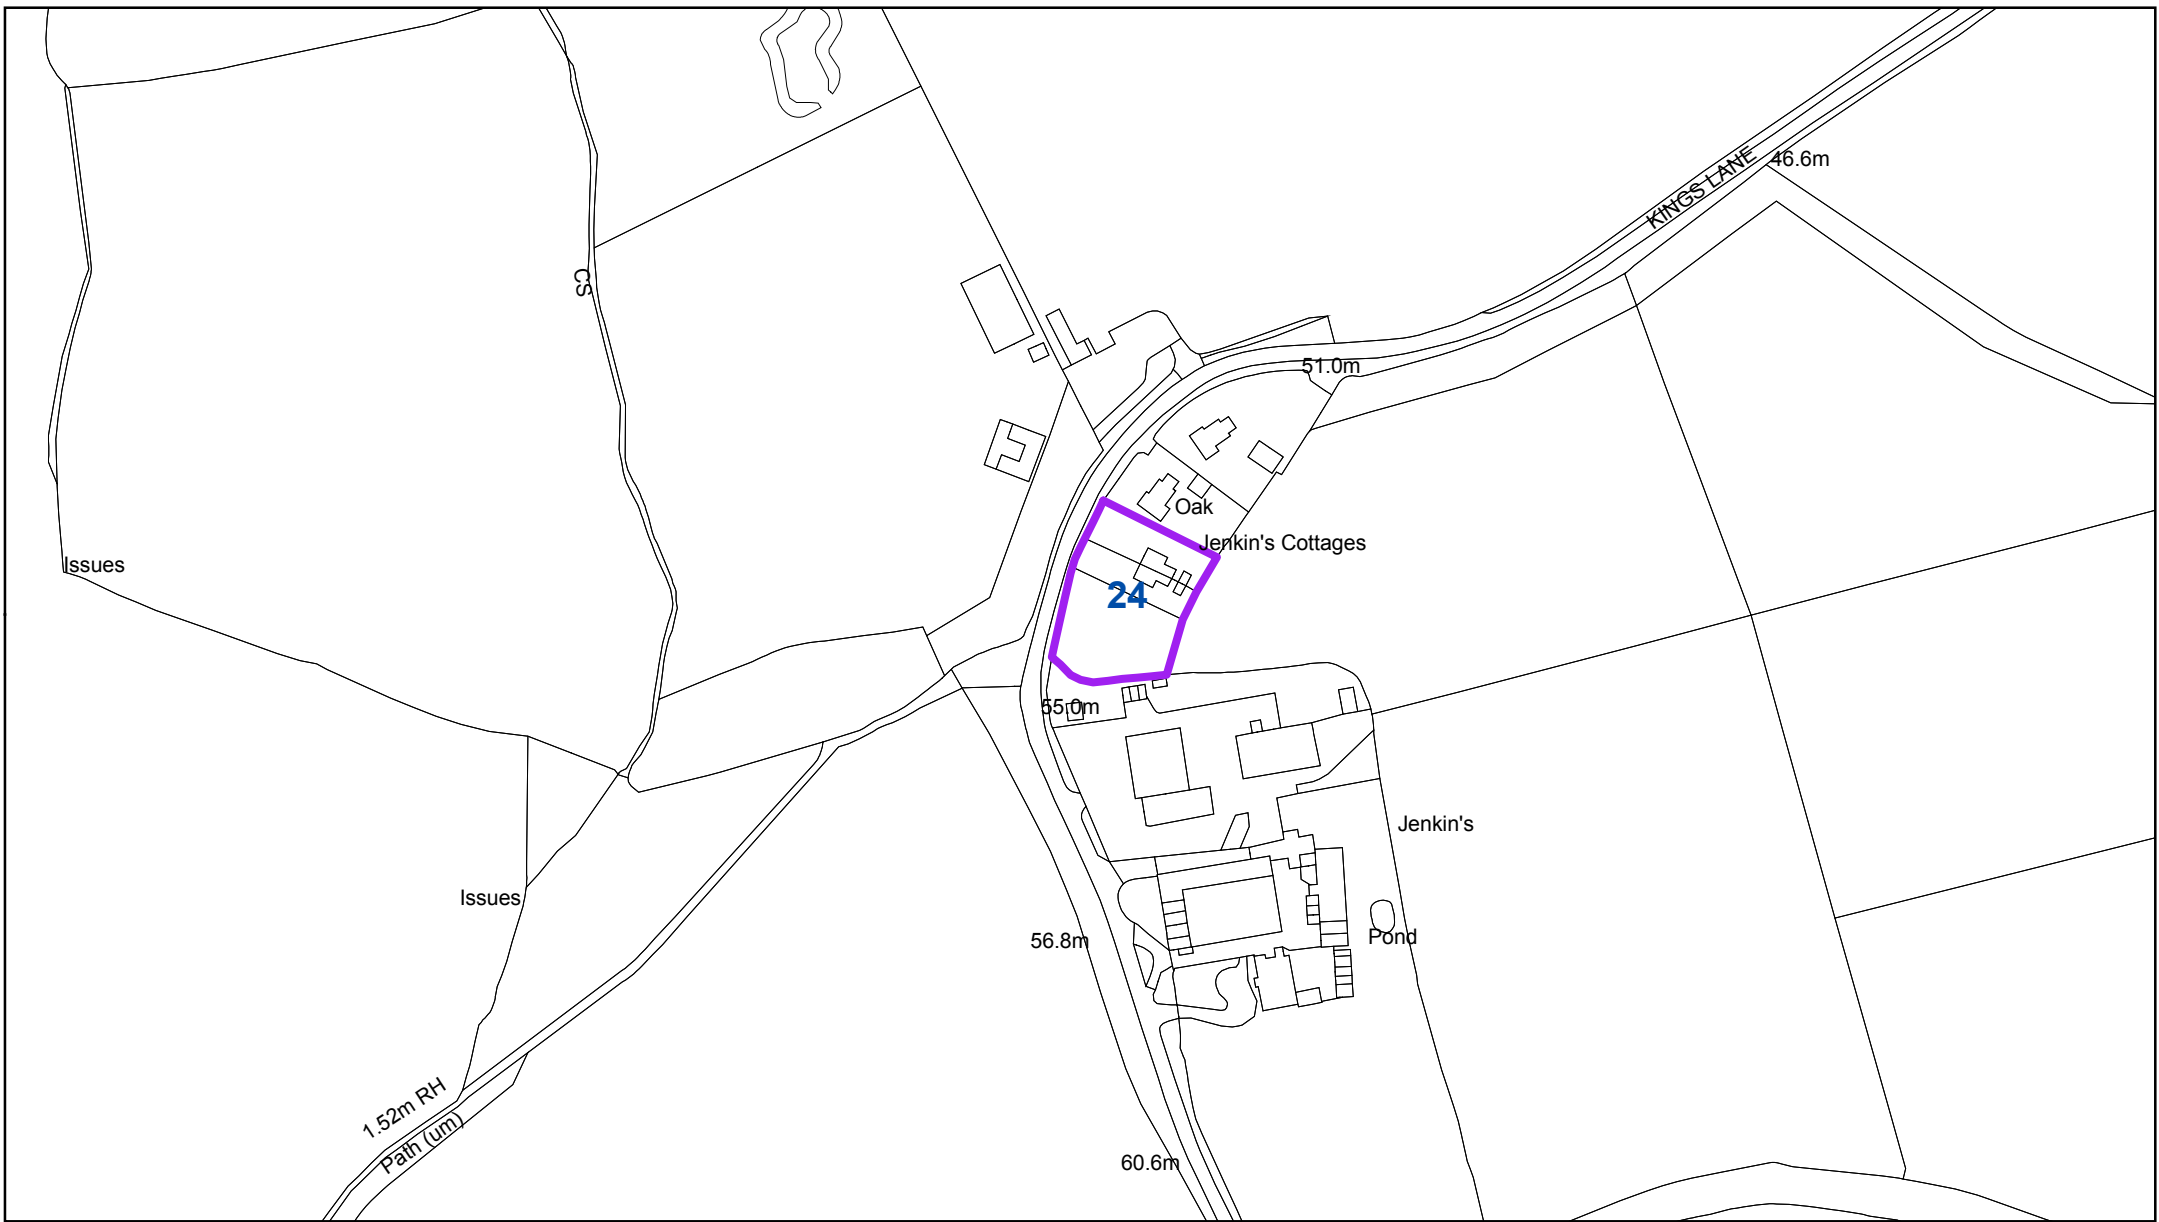 KINGS LANE
46.6m
CS
51.0m
Oak
Jenkin's Cottages
Issues
24
55.0m
Jenkin's
Issues
56.8m
Pond
1.52m RH
Path (um)
60.6m